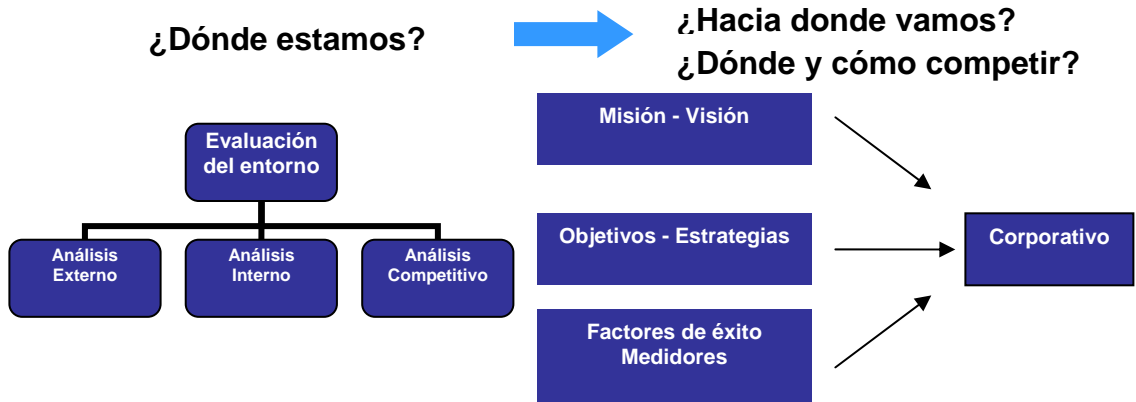 ¿Dónde estamos?
¿Hacia donde vamos?
¿Dónde y cómo competir?
Evaluación
del entorno
Análisis
Externo
Análisis
Interno
Análisis
Competitivo
Misión - Visión
Objetivos - Estrategias
Factores de éxito
Medidores
Corporativo